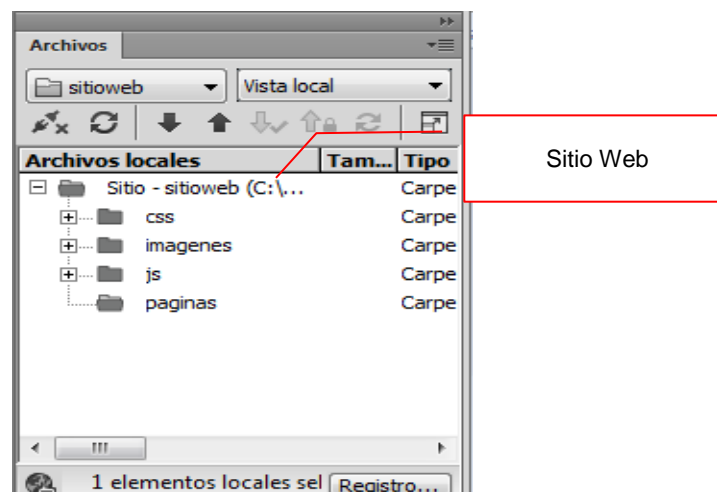 Archivos
sitioweb Vista local
Archivos locales Tam... Tipo
Sitio - sitioweb (C:\... Carpe
css Carpe
imagenes Carpe
js Carpe
paginas Carpe
1 elementos locales sel Registro...
Sitio Web